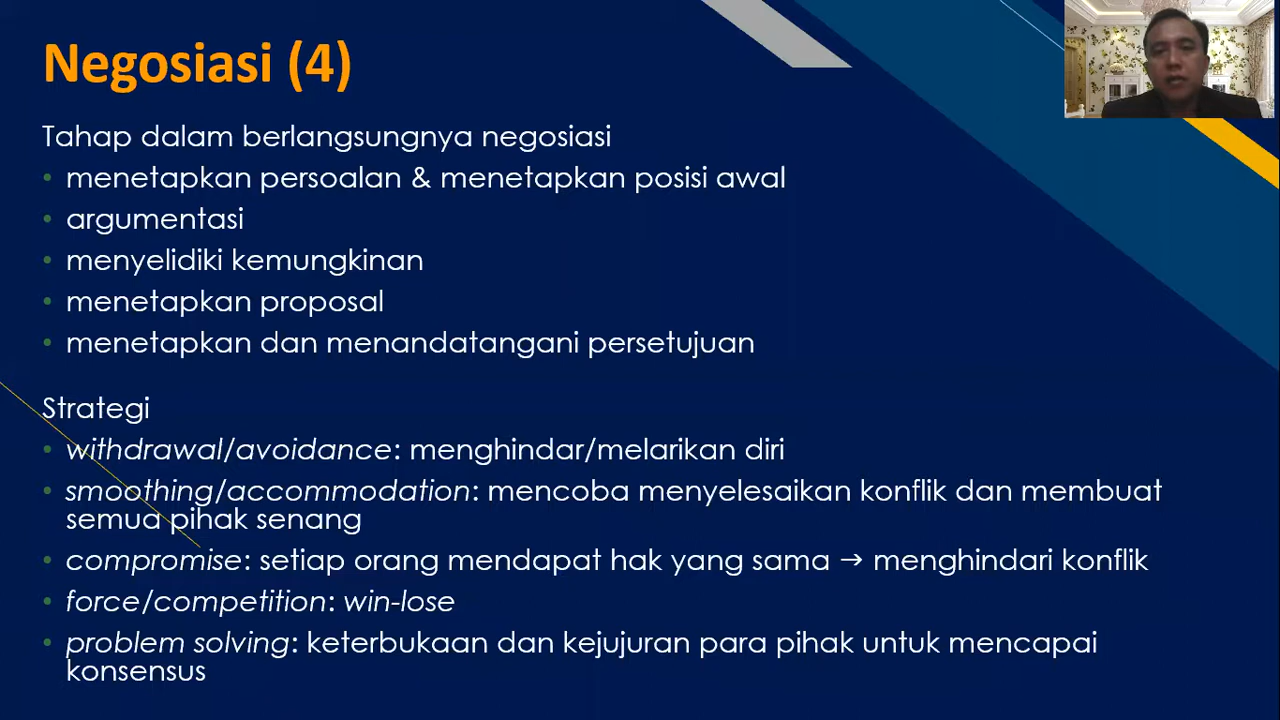 Negosiasi (4)
Tahap dalam berlangsungnya negosiasi
• menetapkan persoalan & menetapkan posisi awal
• argumentasi
• menyelidiki kemungkinan
• menetapkan proposal
• menetapkan dan menandatangani persetujuan
Strategi
• withdrawal/avoidance: menghindar/melarikan diri
• smoothing/accommodation: mencoba menyelesaikan konflik dan membuat
semua pihak senang
• compromise: setiap orang mendapat hak yang sama → menghindari konflik
• force/competition: win-lose
• problem solving: keterbukaan dan kejujuran para pihak untuk mencapai
konsensus